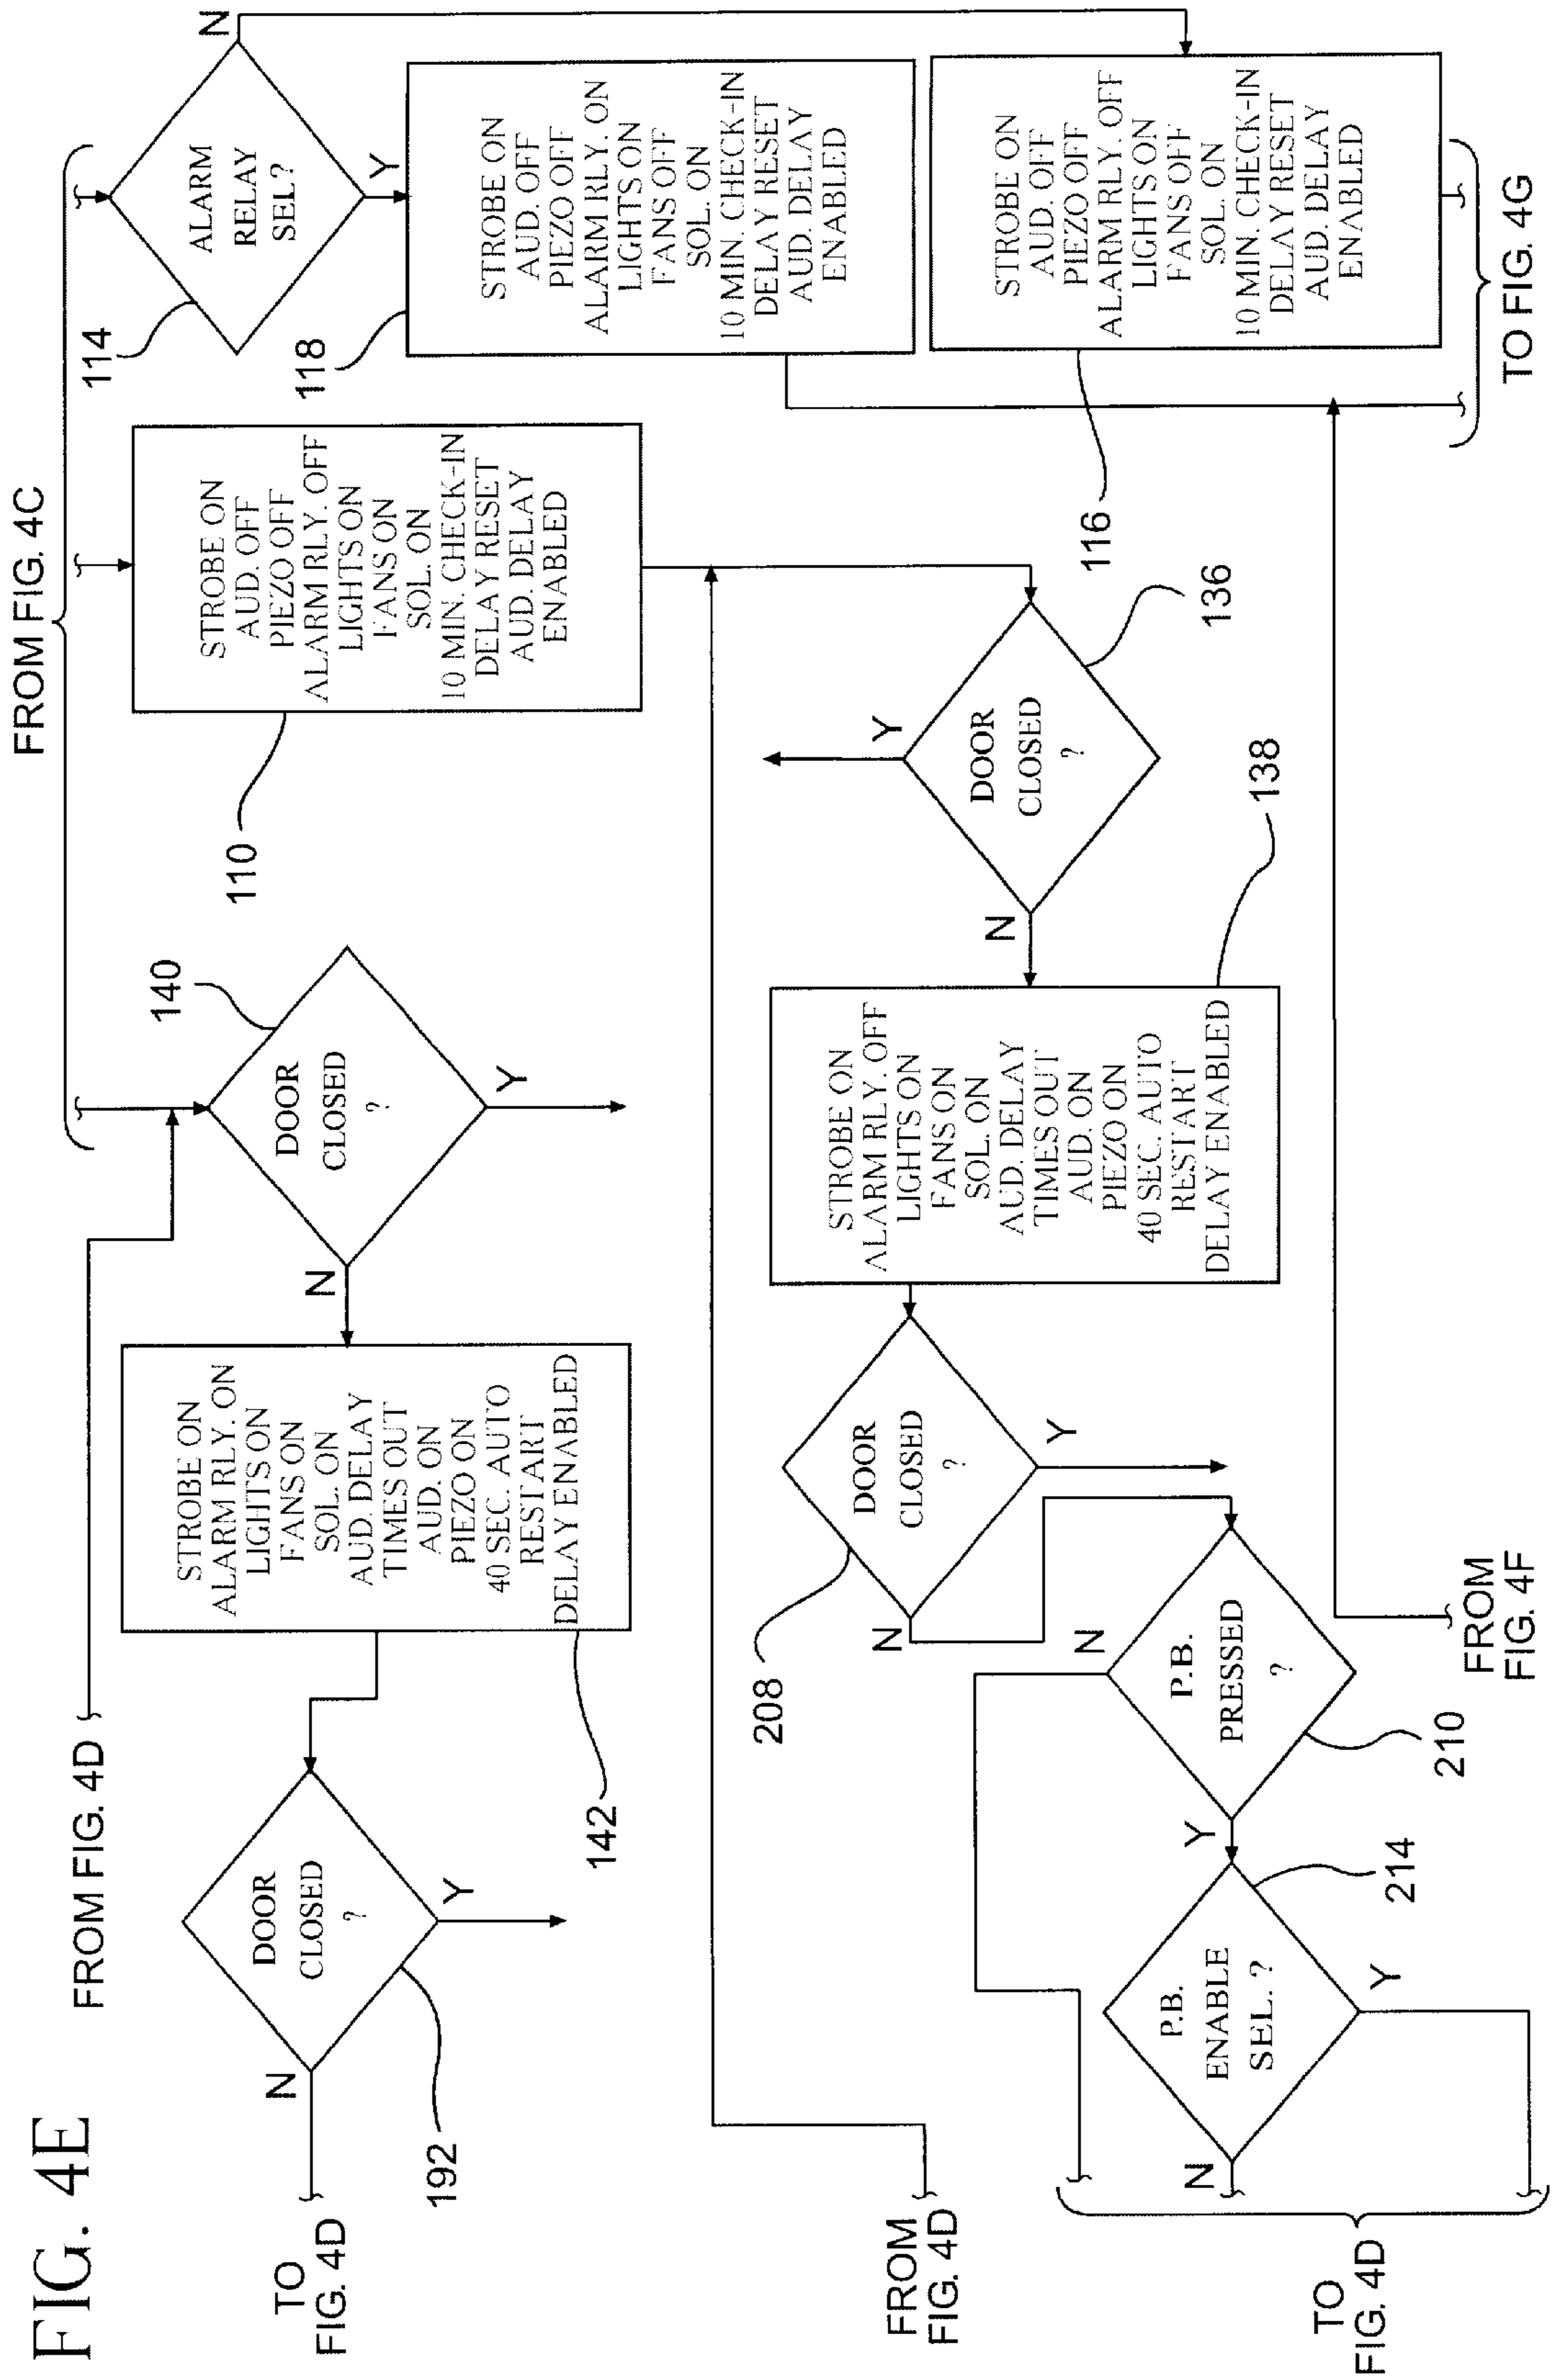 FIG. 4E
FROM FIG. 4C
FROM FIG. 4D
ALARM
RELAY
SEL?
N
Y
114
118
STROBE ON
AUD. OFF
PIEZO OFF
ALARM RLY. ON
LIGHTS ON
FANS OFF
SOL. ON
10 MIN. CHECK-IN
DELAY RESET
AUD. DELAY
ENABLED
STROBE ON
AUD. OFF
PIEZO OFF
ALARM RLY. OFF
LIGHTS ON
FANS OFF
SOL. ON
10 MIN. CHECK-IN
DELAY RESET
AUD. DELAY
ENABLED
116
TO FIG. 4G
STROBE ON
AUD. OFF
PIEZO OFF
ALARM RLY. OFF
LIGHTS ON
FANS ON
SOL. ON
10 MIN. CHECK-IN
DELAY RESET
AUD. DELAY
ENABLED
110
140
DOOR
CLOSED
?
Y
N
STROBE ON
ALARM RLY. ON
LIGHTS ON
FANS ON
SOL. ON
AUD. DELAY
TIMES OUT
AUD. ON
PIEZO ON
40 SEC. AUTO
RESTART
DELAY ENABLED
142
DOOR
CLOSED
?
Y
N
192
TO
FIG. 4D
136
DOOR
CLOSED
?
Y
N
138
STROBE ON
ALARM RLY. OFF
LIGHTS ON
FANS ON
SOL. ON
AUD. DELAY
TIMES OUT
AUD. ON
PIEZO ON
40 SEC. AUTO
RESTART
DELAY ENABLED
DOOR
CLOSED
?
Y
N
208
P.B.
PRESSED
?
N
Y
210
FROM
FIG. 4F
214
P.B.
ENABLE
SEL. ?
Y
N
FROM
FIG. 4D
TO
FIG. 4D